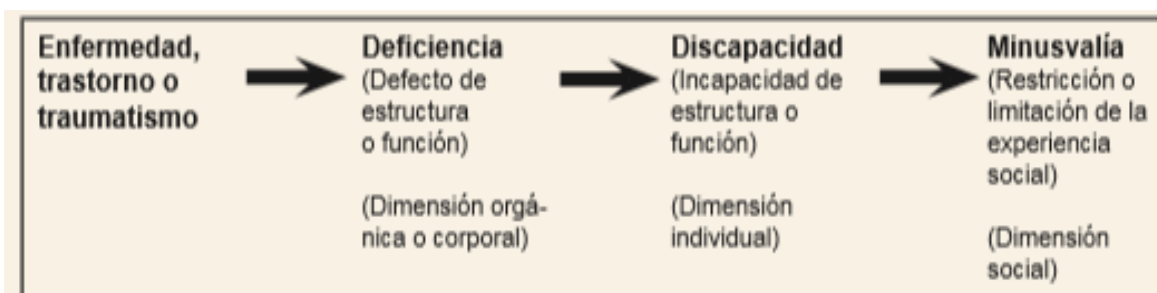 Enfermedad,
trastorno o
traumatismo
Deficiencia
(Defecto de
estructura
o función)
(Dimensión orgá-
nica o corporal)
Discapacidad
(Incapacidad de
estructura o
función)
(Dimensión
individual)
Minusvalía
(Restricción o
limitación de la
experiencia
social)
(Dimensión
social)